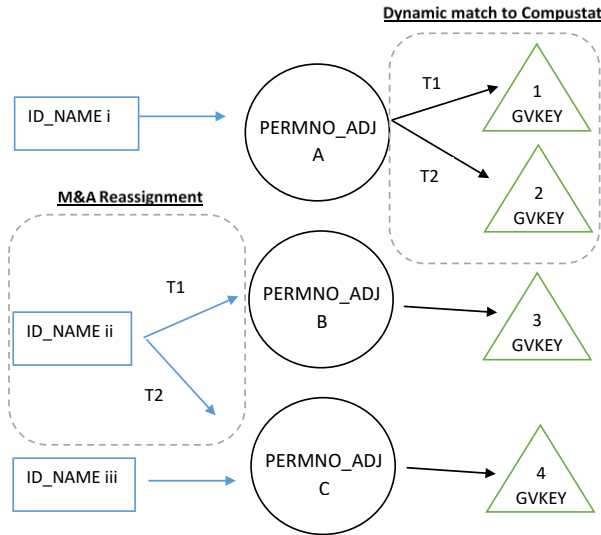 Dynamic match to Compustat
T1
1
GVKEY
ID_NAME i
PERMNO_ADJ
A
T2
2
GVKEY
M&A Reassignment
T1
PERMNO_ADJ
B
3
GVKEY
ID_NAME ii
T2
ID_NAME iii
PERMNO_ADJ
C
4
GVKEY